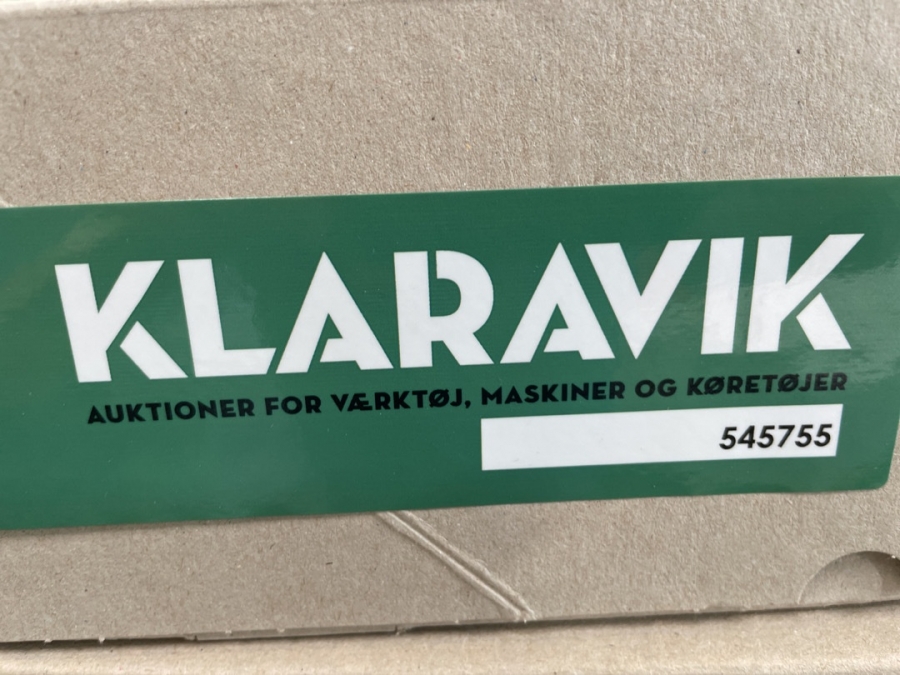 KLARAVIK
AUKTIONER FOR VÆRKTØJ, MASKINER OG KØRETØJER
545755